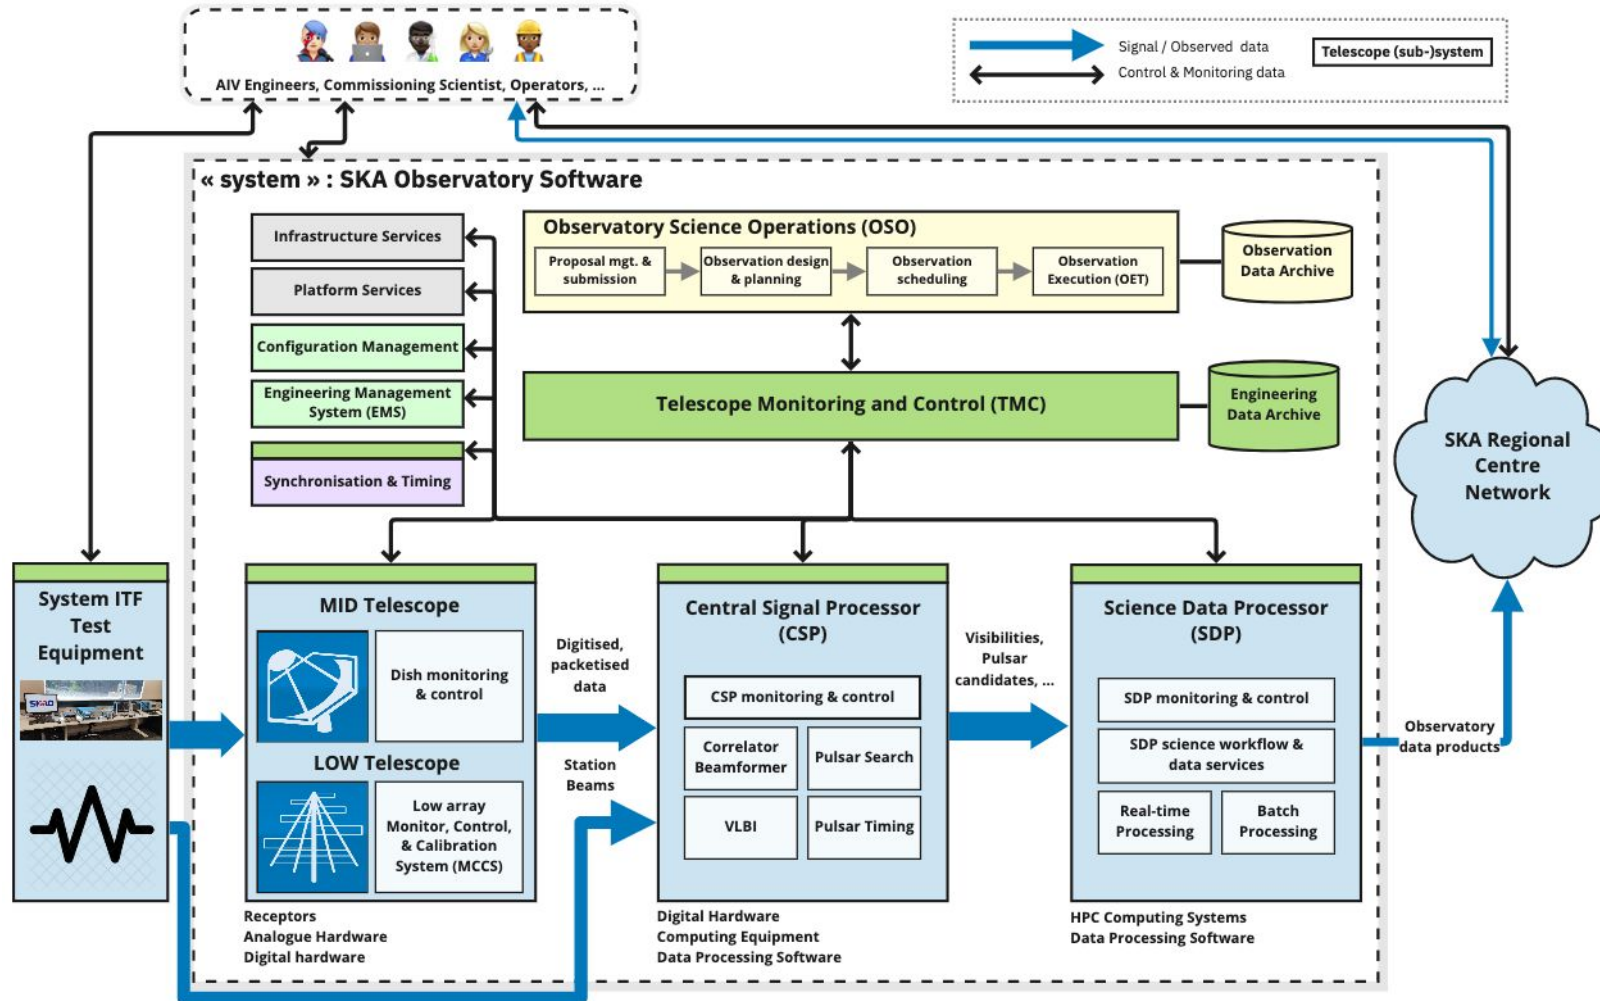 AIV Engineers, Commissioning Scientist, Operators, ...
Signal / Observed data
Control & Monitoring data
Telescope (sub-)system
« system » : SKA Observatory Software
Infrastructure Services
Platform Services
Configuration Management
Engineering Management
System (EMS)
Synchronisation & Timing
Observatory Science Operations (OSO)
Proposal mgt. &
submission
Observation design
& planning
Observation
scheduling
Observation
Execution (OET)
Observation
Data Archive
Telescope Monitoring and Control (TMC)
Engineering
Data Archive
SKA Regional
Centre
Network
System ITF
Test
Equipment
SKAO
MID Telescope
Dish monitoring
& control
LOW Telescope
Low array
Monitor, Control,
& Calibration
System (MCCS)
Receptors
Analogue Hardware
Digital hardware
Digitised,
packetised
data
Station
Beams
Central Signal Processor
(CSP)
CSP monitoring & control
Correlator
Beamformer
Pulsar Search
VLBI
Pulsar Timing
Digital Hardware
Computing Equipment
Data Processing Software
Visibilities,
Pulsar
candidates, ...
Science Data Processor
(SDP)
SDP monitoring & control
SDP science workflow &
data services
Real-time
Processing
Batch
Processing
HPC Computing Systems
Data Processing Software
Observatory
data products